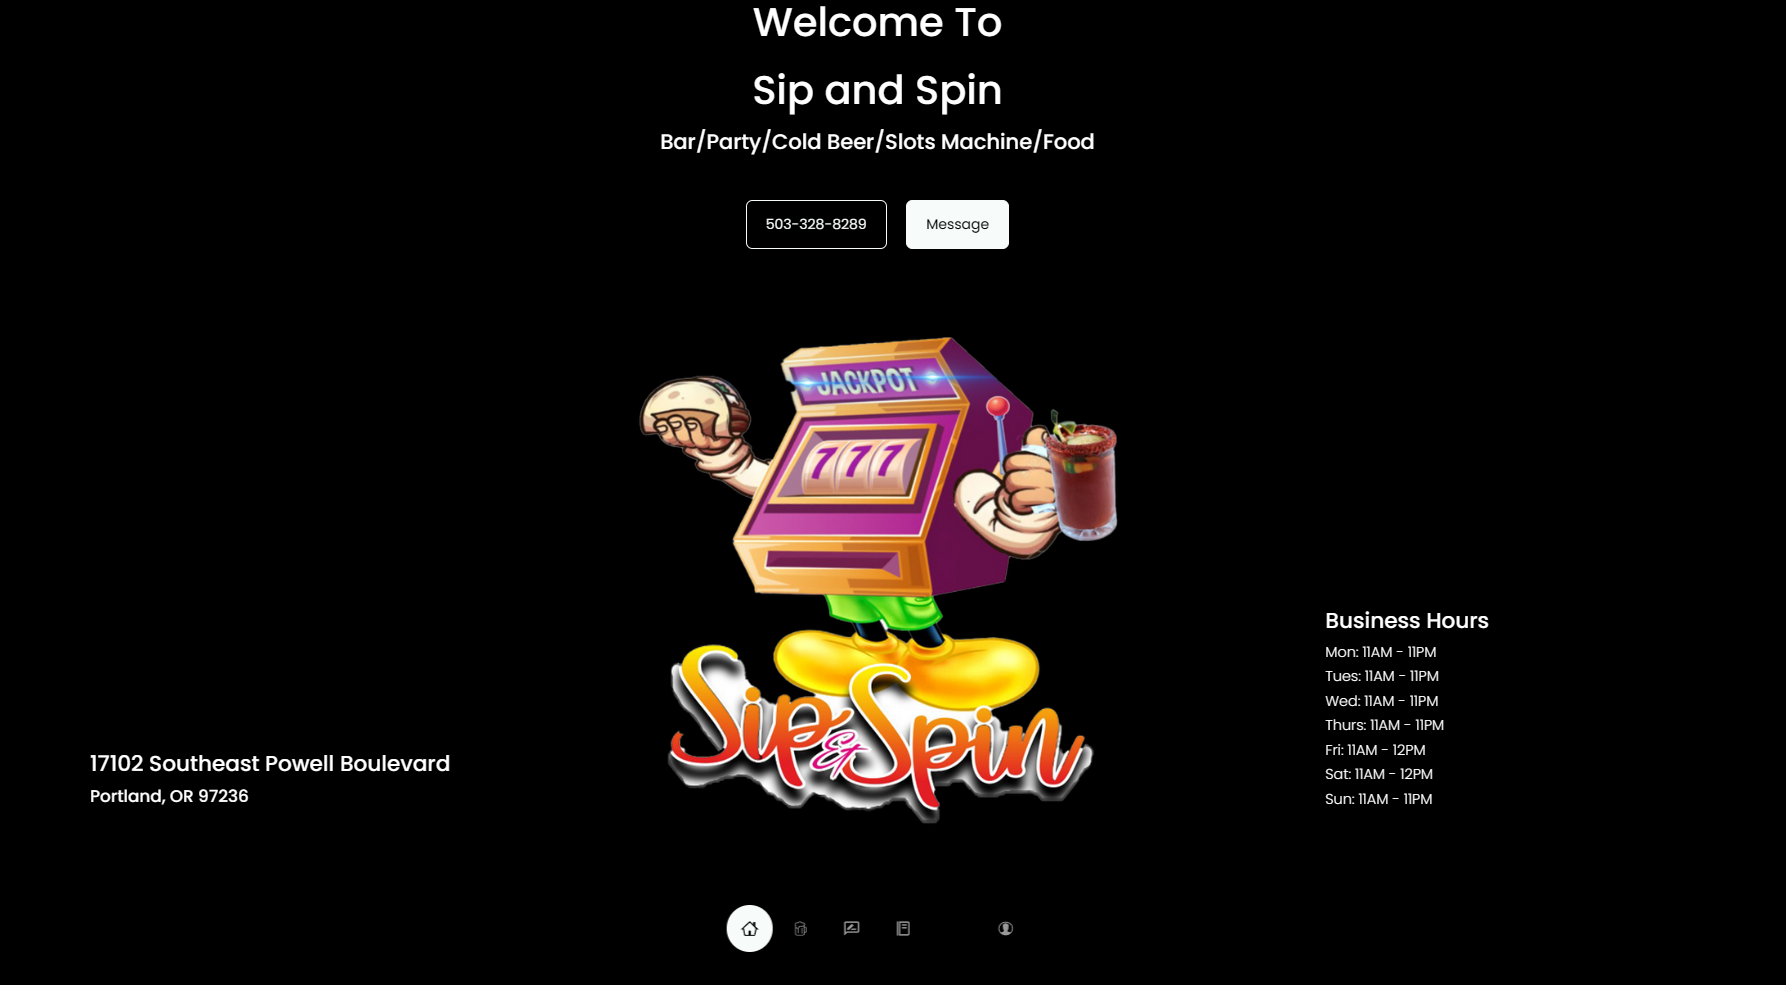 Welcome To
Sip and Spin
Bar/Party/Cold Beer/Slots Machine/Food
503-328-8289
Message
JACKPOT
777
Sip & Spin
17102 Southeast Powell Boulevard
Portland, OR 97236
Business Hours
Mon: 11AM - 11PM
Tues: 11AM - 11PM
Wed: 11AM - 11PM
Thurs: 11AM - 11PM
Fri: 11AM - 12PM
Sat: 11AM - 12PM
Sun: 11AM - 11PM